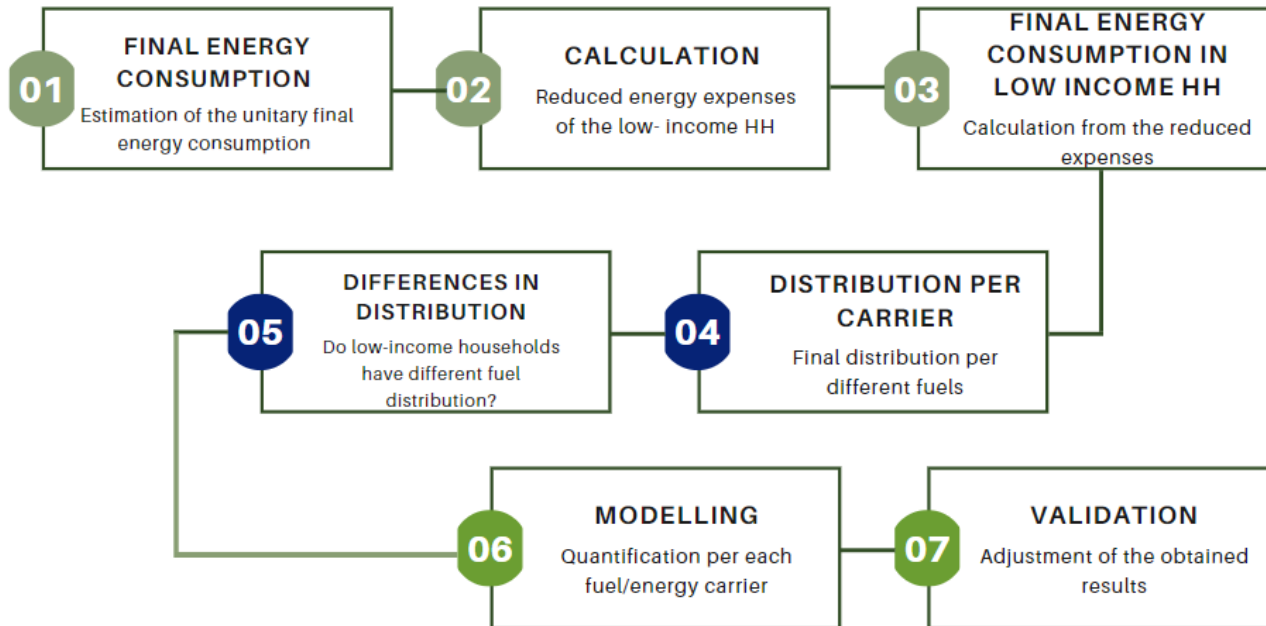 01
FINAL ENERGY
CONSUMPTION
Estimation of the unitary final
energy consumption
02
CALCULATION
Reduced energy expenses
of the low- income HH
03
FINAL ENERGY
CONSUMPTION IN
LOW INCOME HH
Calculation from the reduced
expenses
04
DISTRIBUTION PER
CARRIER
Final distribution per
different fuels
05
DIFFERENCES IN
DISTRIBUTION
Do low-income households
have different fuel
distribution?
06
MODELLING
Quantification per each
fuel/energy carrier
07
VALIDATION
Adjustment of the obtained
results